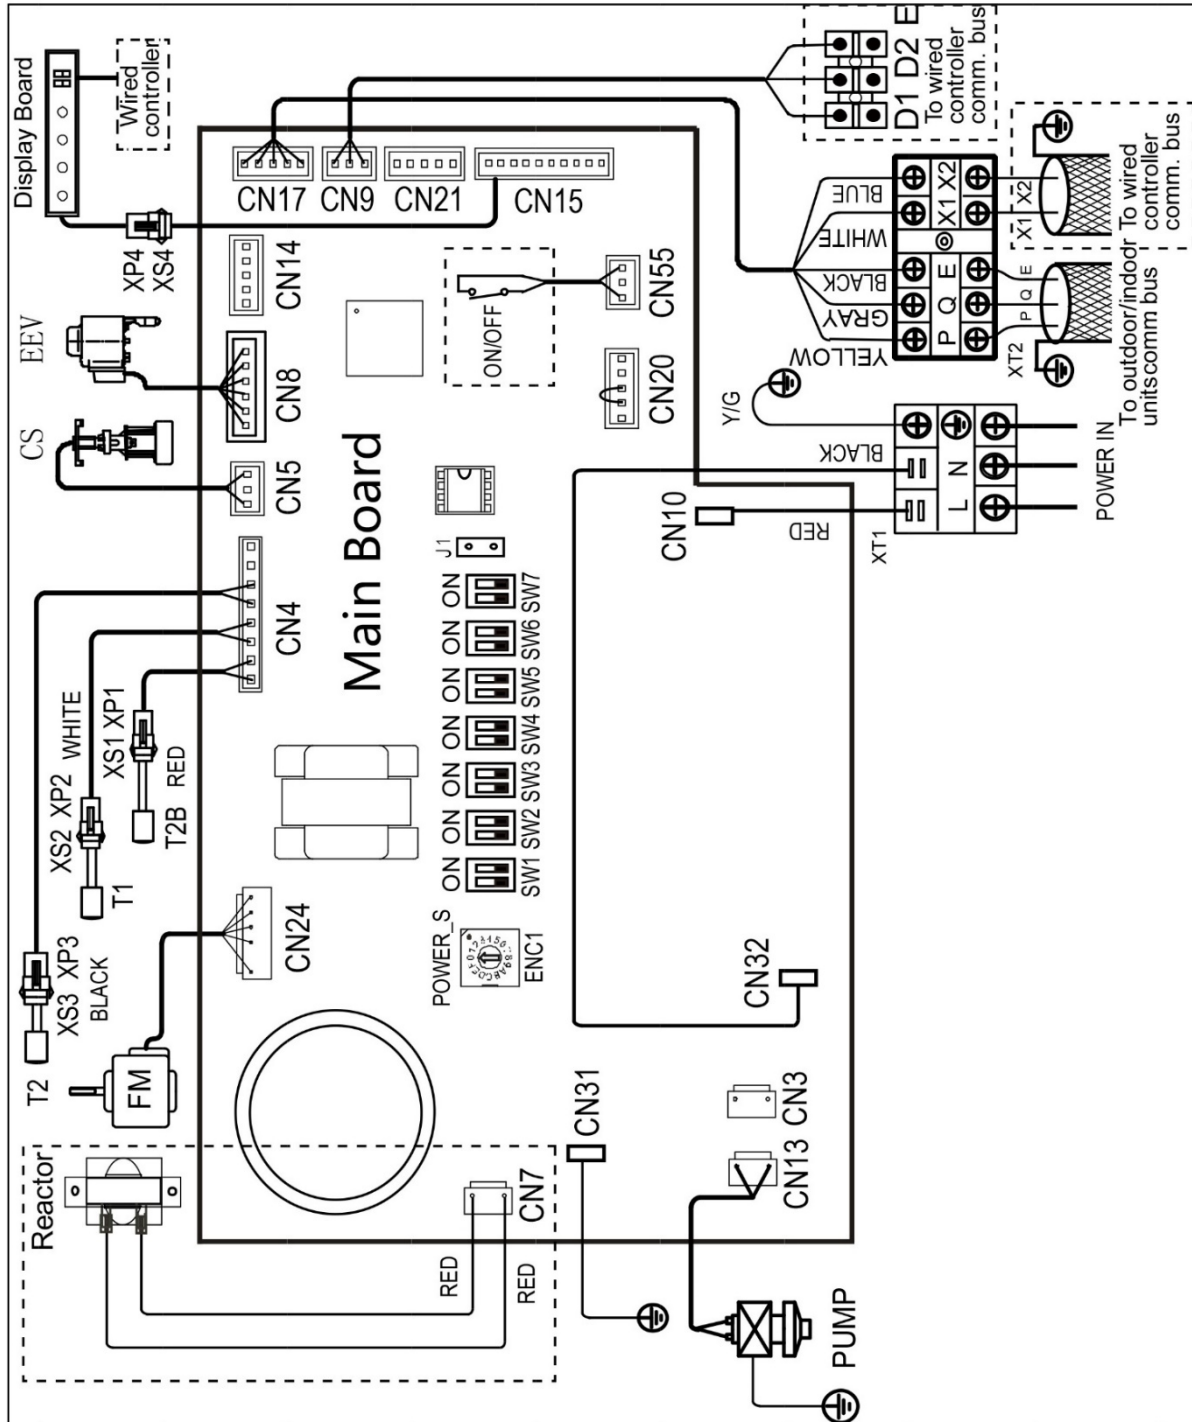 Display Board
Wired
controller
XP4
XS4
EEV
CS
CN17
CN9
CN21
CN15
CN14
CN8
CN5
CN4
ON/OFF
CN55
CN20
D1 D2 E
To wired
controller
comm. bus
BLUE
WHITE
BLACK
GRAY
YELLOW
P Q E X1 X2
P Q E
X1 X2
XT2
To wired
controller
comm. bus
To outdoor/indoor
unitscomm bus
Y/G
BLACK
RED
L N
XT1
POWER IN
CN10
Main Board
J1
ON
SW7
ON
SW6
ON
SW5
ON
SW4
ON
SW3
ON
SW2
ON
SW1
XS1 XP1
RED
T2B
WHITE
XS2 XP2
T1
XS3 XP3
BLACK
T2
FM
CN24
POWER_S
ENC1
CN32
CN31
CN3
CN13
Reactor
CN7
RED
RED
PUMP